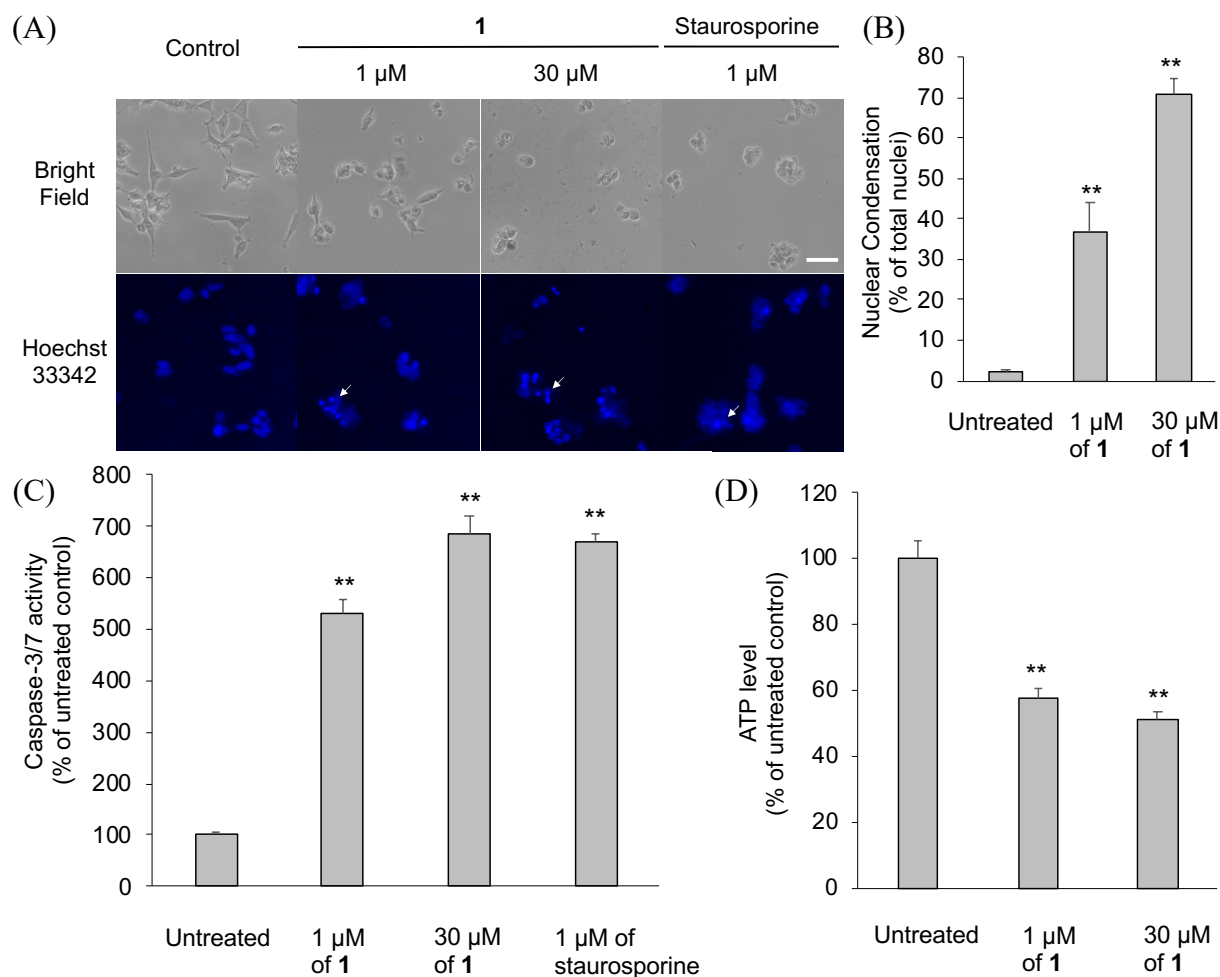 (A)
Control
1
Staurosporine
1 µM
30 µM
1 µM
Bright
Field
Hoechst
33342
(B)
Nuclear Condensation
(% of total nuclei)
80
70
60
50
40
30
20
10
0
**
**
Untreated
1 µM
of 1
30 µM
of 1
(C)
Caspase-3/7 activity
(% of untreated control)
800
700
600
500
400
300
200
100
0
**
**
**
Untreated
1 µM
of 1
30 µM
of 1
1 µM of
staurosporine
(D)
ATP level
(% of untreated control)
120
100
80
60
40
20
0
**
**
Untreated
1 µM
of 1
30 µM
of 1